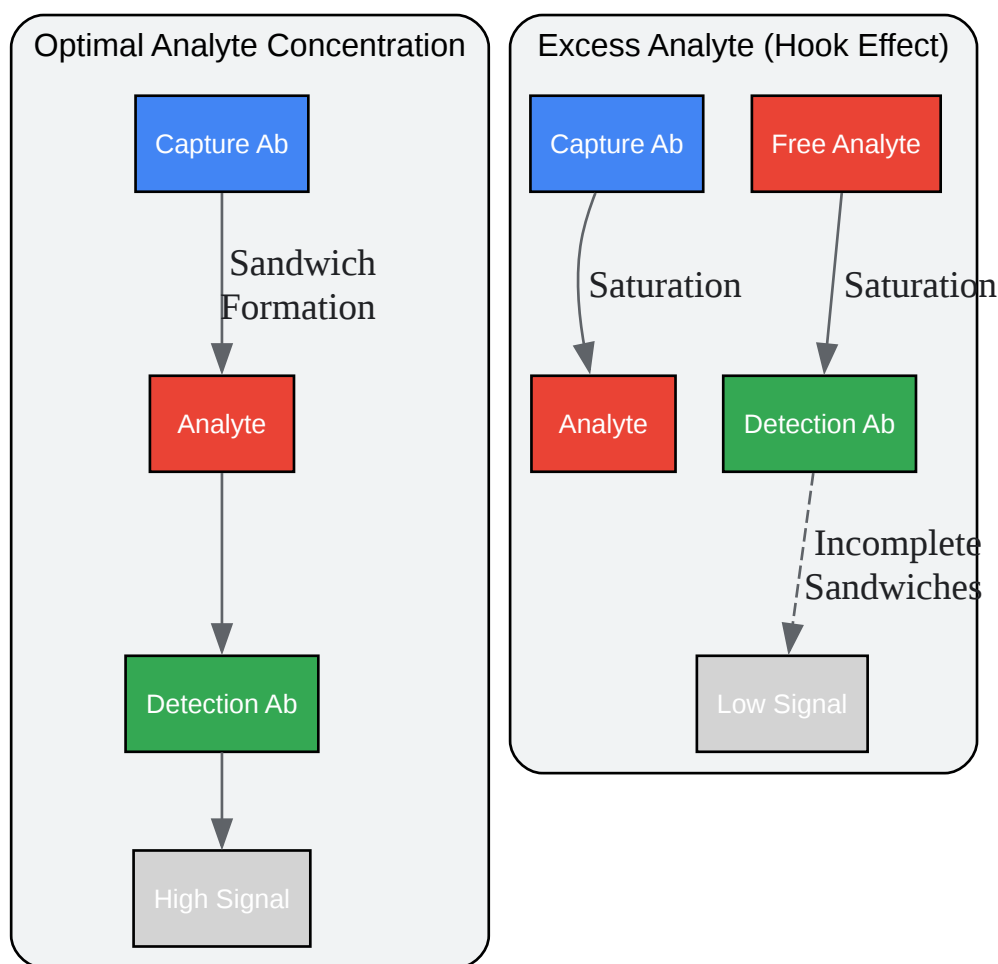 Optimal Analyte Concentration
Capture Ab
Sandwich
Formation
Analyte
Detection Ab
High Signal
Excess Analyte (Hook Effect)
Capture Ab
Free Analyte
Saturation
Saturation
Analyte
Detection Ab
Incomplete
Sandwiches
Low Signal